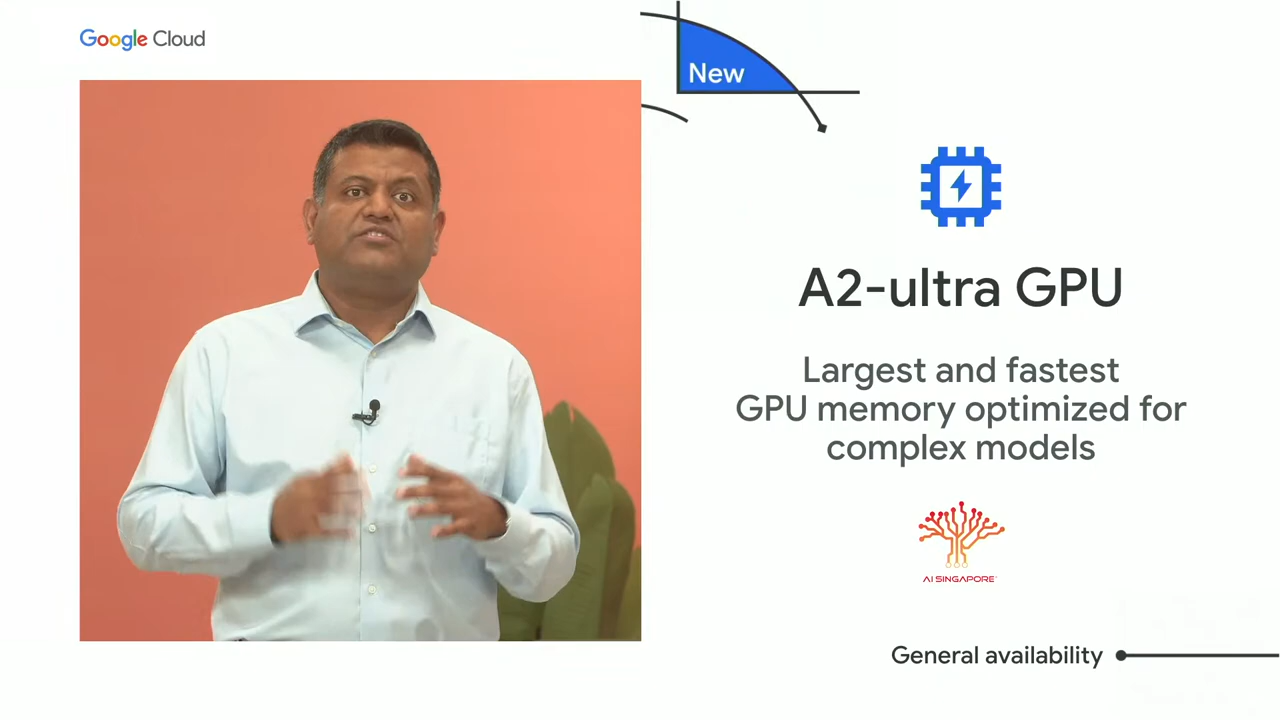 Google Cloud
New
A2-ultra GPU
Largest and fastest
GPU memory optimized for
complex models
AI SINGAPORE
General availability